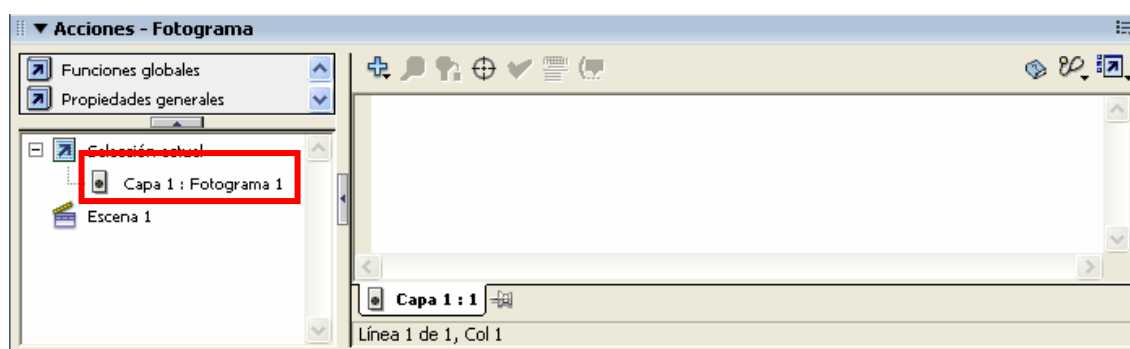 Acciones - Fotograma
Funciones globales
Propiedades generales
Selección actual
Capa 1 : Fotograma 1
Escena 1
Capa 1 : 1
Línea 1 de 1, Col 1